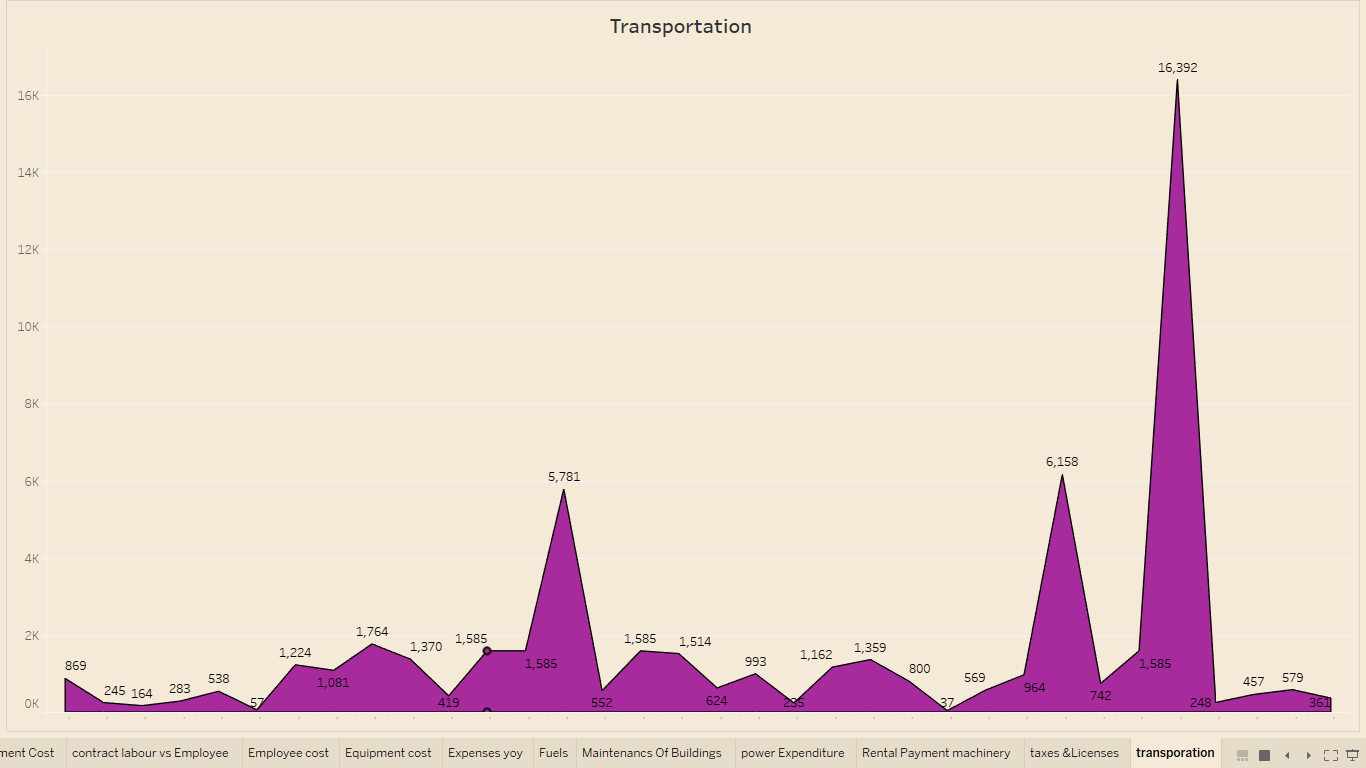 Transportation
16,392
16K
14K
12K
10K
8K
6K
5,781
6,158
4K
2K
0K
869
245
164
283
538
57
1,224
1,081
1,764
1,370
419
1,585
1,585
552
1,585
1,514
624
993
235
1,162
1,359
800
37
569
964
742
1,585
248
457
579
361
ment Cost
contract labour vs Employee
Employee cost
Equipment cost
Expenses yoy
Fuels
Maintenancs Of Buildings
power Expenditure
Rental Payment machinery
taxes &Licenses
transporation